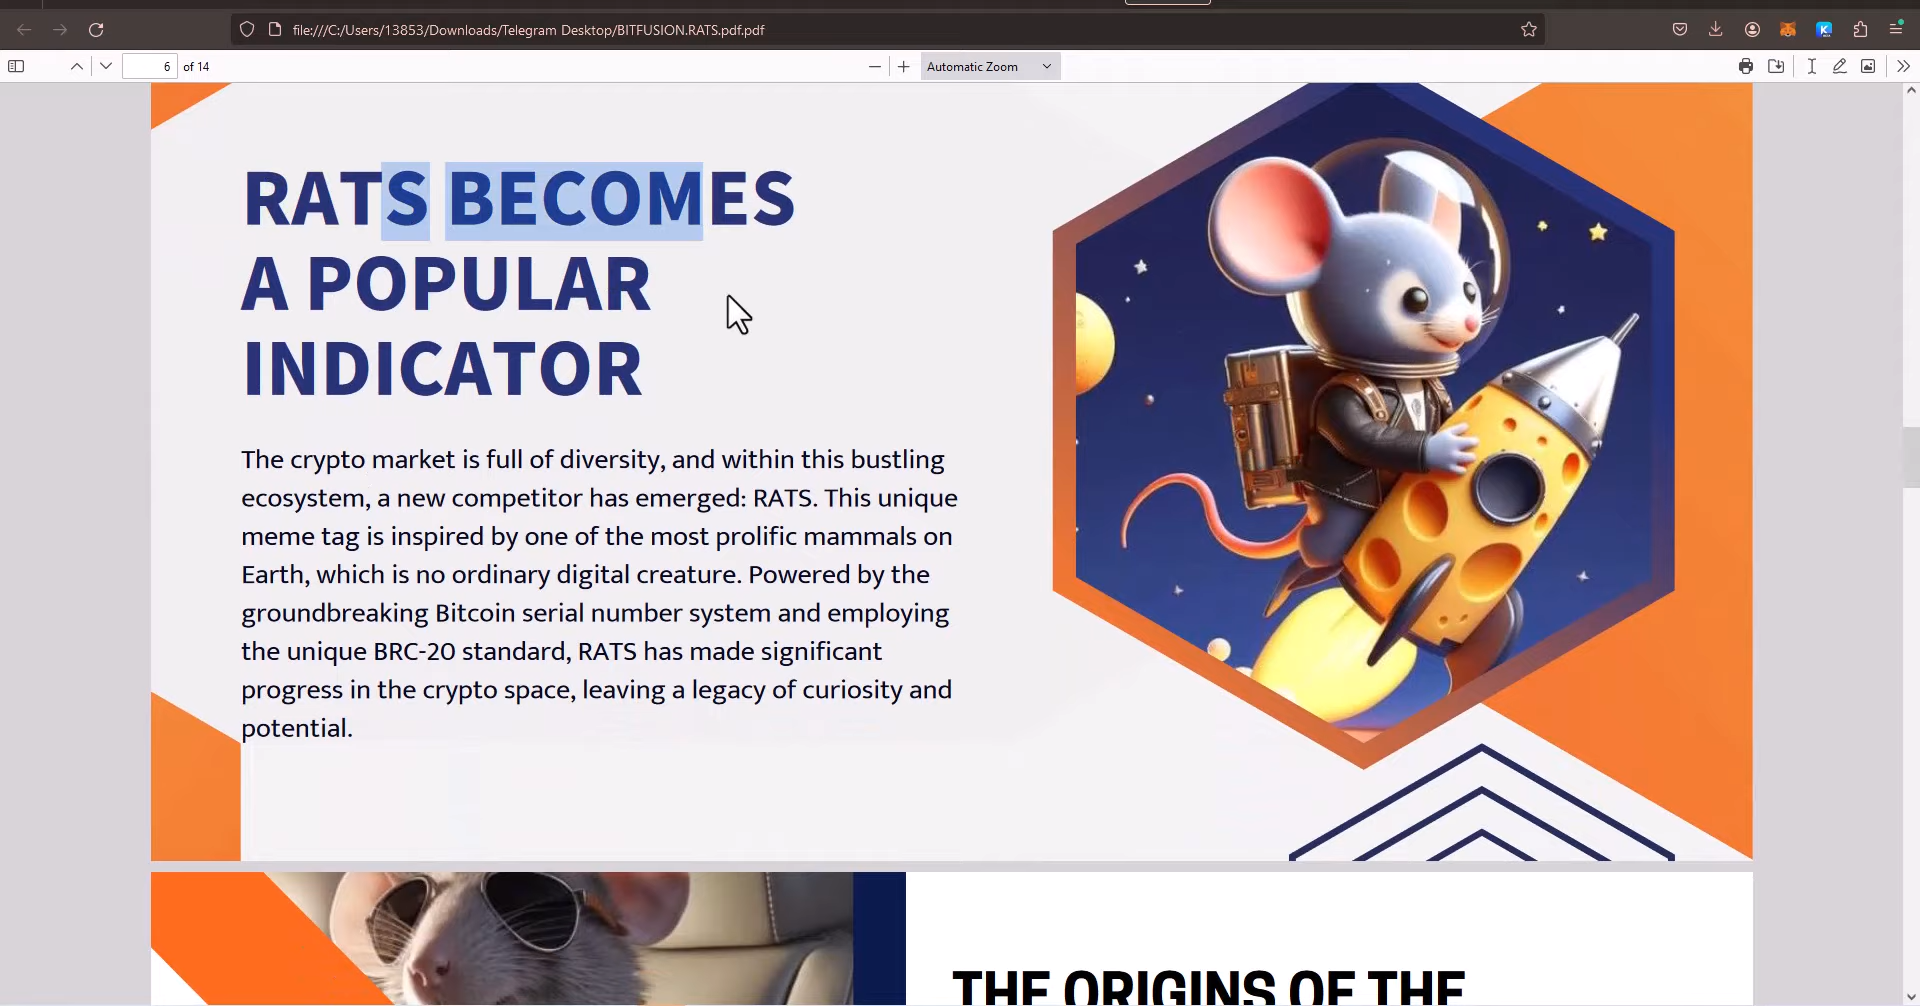 file:///C:/Users/13853/Downloads/Telegram Desktop/BITFUSION.RATS.pdf.pdf
6 of 14
Automatic Zoom
RATS BECOMES
A POPULAR
INDICATOR
The crypto market is full of diversity, and within this bustling
ecosystem, a new competitor has emerged: RATS. This unique
meme tag is inspired by one of the most prolific mammals on
Earth, which is no ordinary digital creature. Powered by the
groundbreaking Bitcoin serial number system and employing
the unique BRC-20 standard, RATS has made significant
progress in the crypto space, leaving a legacy of curiosity and
potential.
THE ORIGINS OF THE